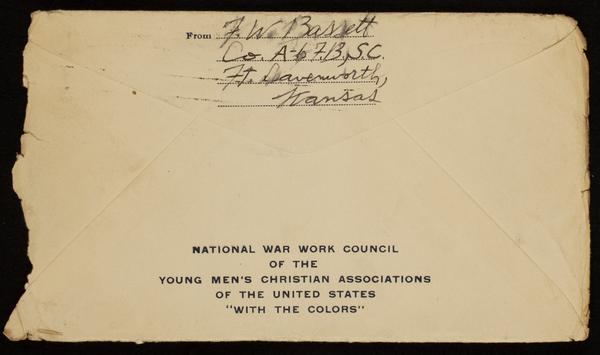 From F. W. Bassett
Co. A-6 F.B., S.C.
Ft. Leavenworth,
Kansas
NATIONAL WAR WORK COUNCIL
OF THE
YOUNG MEN'S CHRISTIAN ASSOCIATIONS
OF THE UNITED STATES
"WITH THE COLORS"